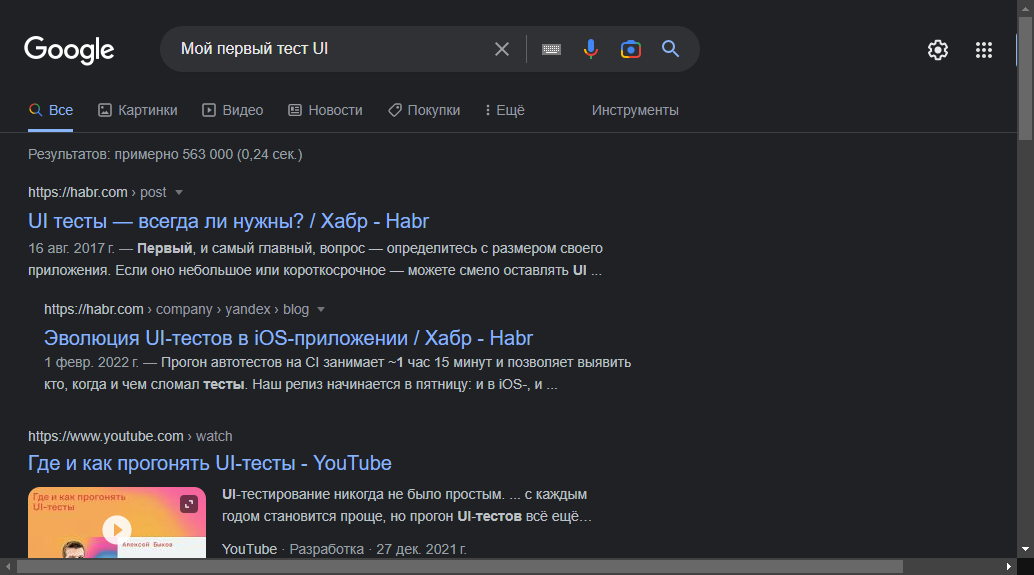 Google
Мой первый тест UI
Все Картинки Видео Новости Покупки Ещё Инструменты
Результатов: примерно 563 000 (0,24 сек.)
https://habr.com › post
UI тесты — всегда ли нужны? / Хабр - Habr
16 авг. 2017 г. — Первый, и самый главный, вопрос — определитесь с размером своего
приложения. Если оно небольшое или короткосрочное — можете смело оставлять UI ...
https://habr.com › company › yandex › blog
Эволюция UI-тестов в iOS-приложении / Хабр - Habr
1 февр. 2022 г. — Прогон автотестов на CI занимает ~1 час 15 минут и позволяет выявить
кто, когда и чем сломал тесты. Наш релиз начинается в пятницу: и в iOS-, и ...
https://www.youtube.com › watch
Где и как прогонять UI-тесты - YouTube
Где и как прогонять
UI-тесты
Алексей Быков
UI-тестирование никогда не было простым. ... с каждым
годом становится проще, но прогон UI-тестов всё ещё...
YouTube · Разработка · 27 дек. 2021 г.